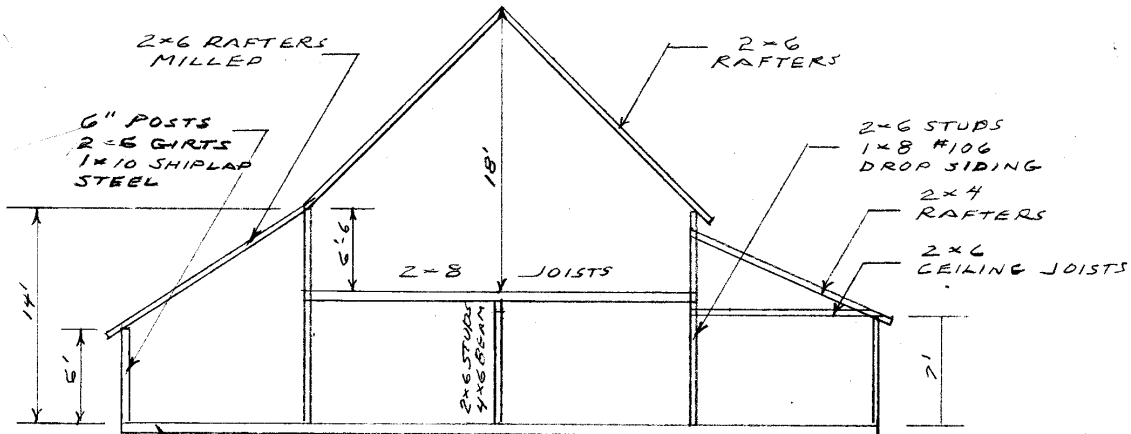 2×6 RAFTERS
MILLED
2×6
RAFTERS
6" POSTS
2=6 GIRTS
1×10 SHIPLAP
STEEL
2×6 STUDS
1×8 #106
DROP SIDING
2×4
RAFTERS
2×6
CEILING JOISTS
18'
14'
6'-6
2=8 JOISTS
6'
2×6 STUDS
4×6 BEAM
7'